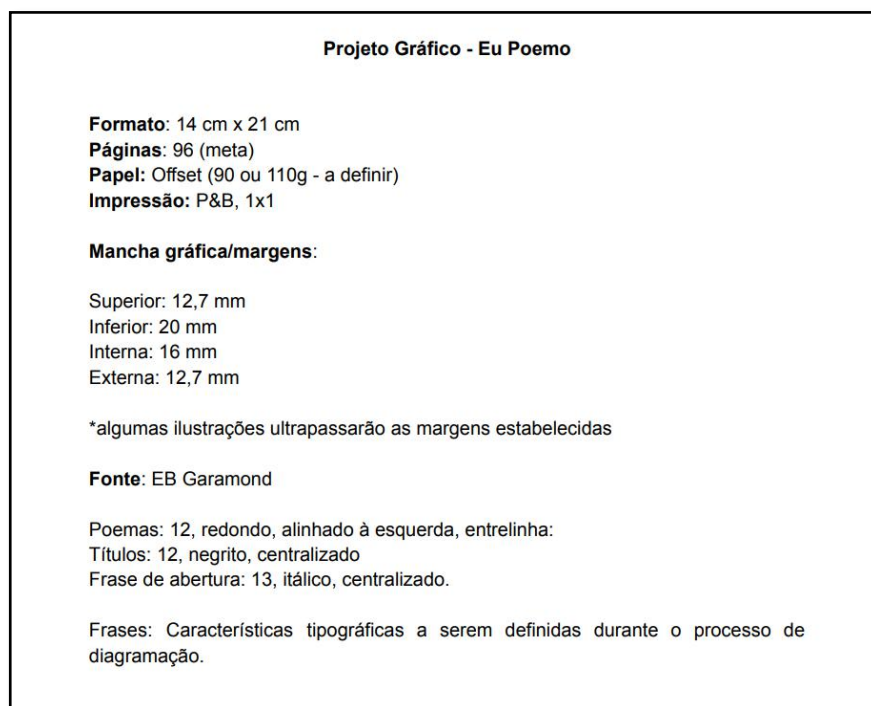 Projeto Gráfico - Eu Poemo
Formato: 14 cm x 21 cm
Páginas: 96 (meta)
Papel: Offset (90 ou 110g - a definir)
Impressão: P&B, 1x1
Mancha gráfica/margens:
Superior: 12,7 mm
Inferior: 20 mm
Interna: 16 mm
Externa: 12,7 mm
*algumas ilustrações ultrapassarão as margens estabelecidas
Fonte: EB Garamond
Poemas: 12, redondo, alinhado à esquerda, entrelinha:
Títulos: 12, negrito, centralizado
Frase de abertura: 13, itálico, centralizado.
Frases: Características tipográficas a serem definidas durante o processo de
diagramação.